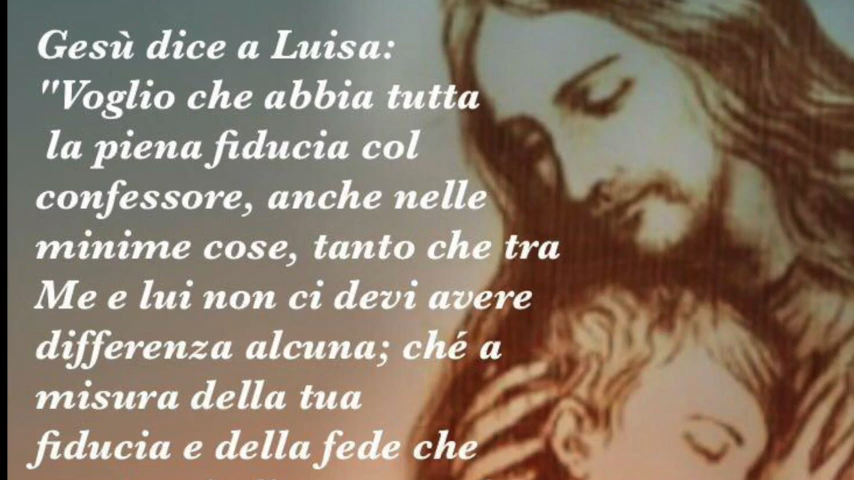 Gesù dice a Luisa:
"Voglio che abbia tutta
la piena fiducia col
confessore, anche nelle
minime cose, tanto che tra
Me e lui non ci devi avere
differenza alcuna; ché a
misura della tua
fiducia e della fede che